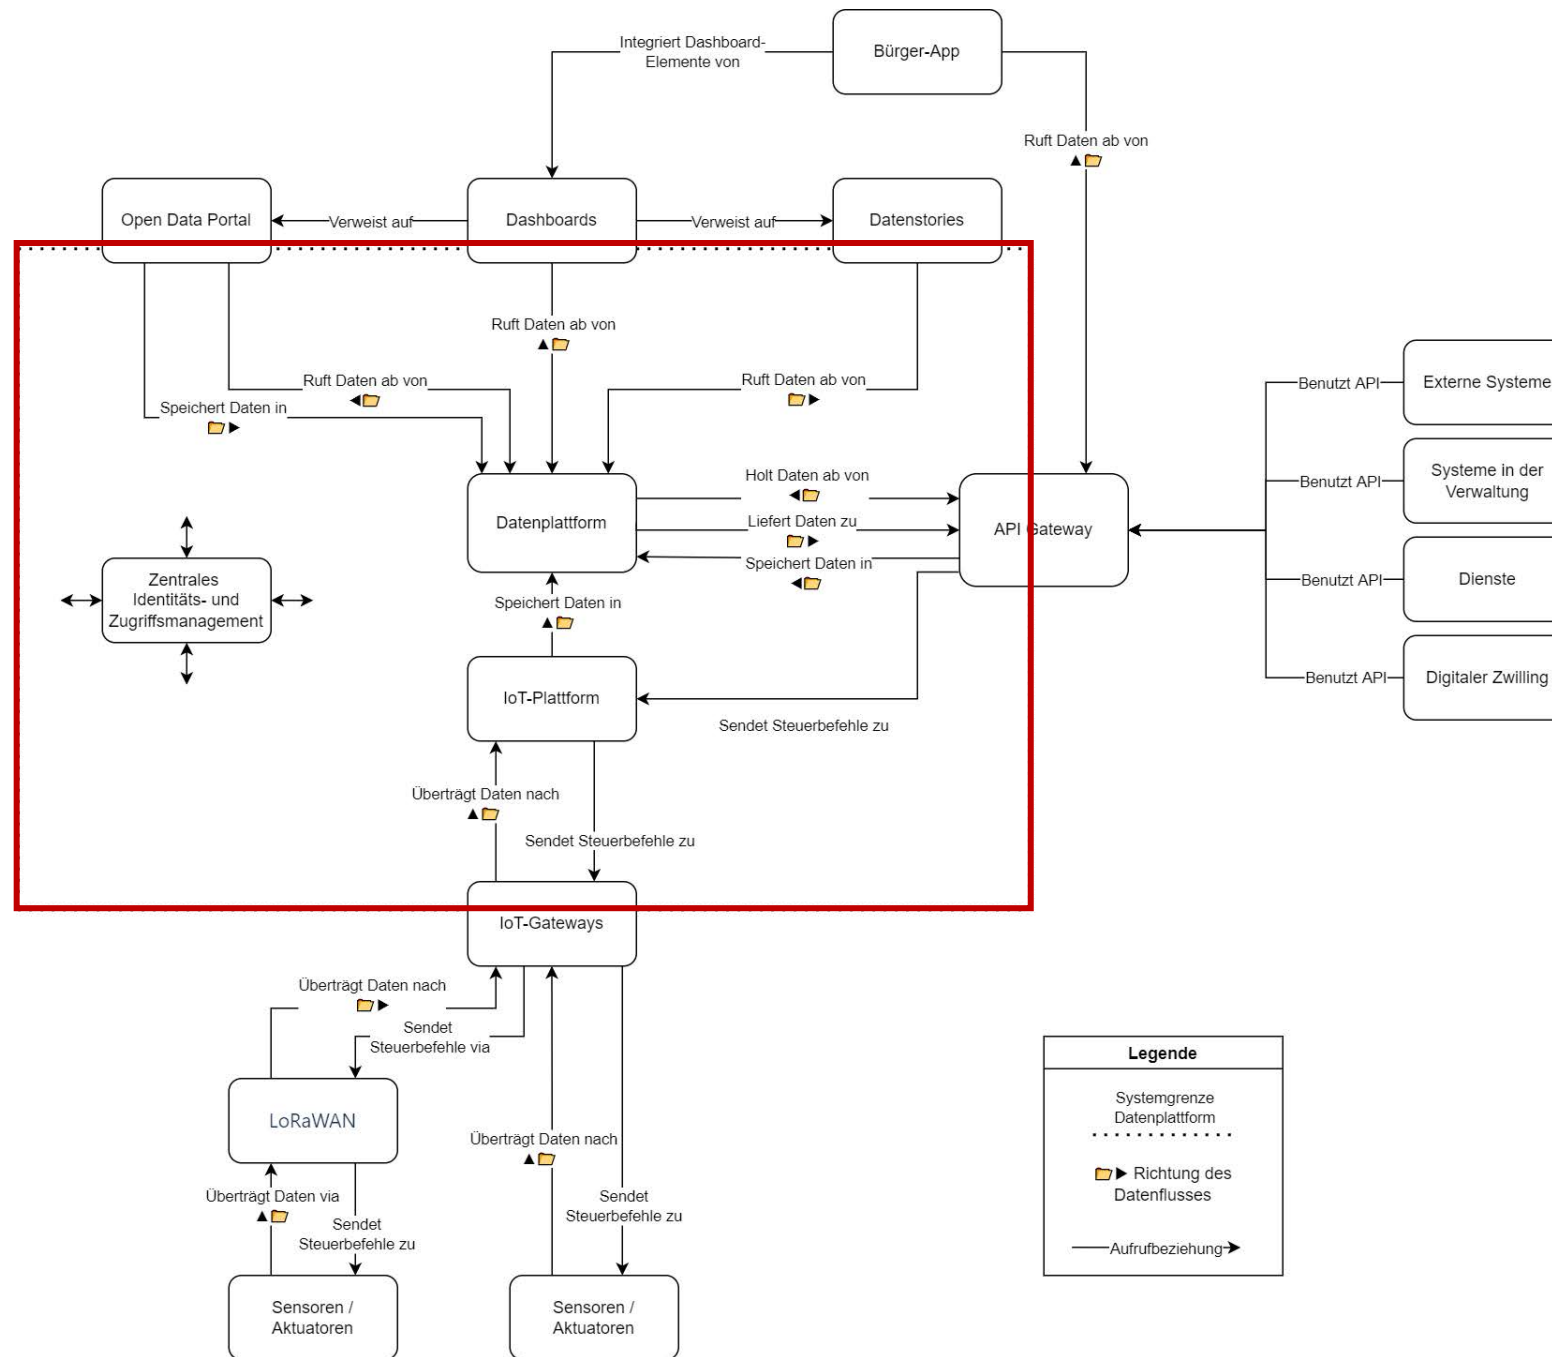 Integriert Dashboard-
Elemente von
Bürger-App
Ruft Daten ab von
Open Data Portal
Verweist auf
Dashboards
Verweist auf
Datenstories
Ruft Daten ab von
Ruft Daten ab von
Ruft Daten ab von
Speichert Daten in
Benutzt API
Externe Systeme
Holt Daten ab von
Datenplattform
Liefert Daten zu
API Gateway
Speichert Daten in
Benutzt API
Systeme in der
Verwaltung
Zentrales
Identitäts- und
Zugriffsmanagement
Speichert Daten in
Benutzt API
Dienste
IoT-Plattform
Sendet Steuerbefehle zu
Benutzt API
Digitaler Zwilling
Überträgt Daten nach
Sendet Steuerbefehle zu
IoT-Gateways
Überträgt Daten nach
Sendet
Steuerbefehle via
LoRaWAN
Überträgt Daten nach
Überträgt Daten via
Sendet
Steuerbefehle zu
Sendet
Steuerbefehle zu
Sensoren /
Aktuatoren
Sensoren /
Aktuatoren
Legende
Systemgrenze
Datenplattform
Richtung des
Datenflusses
Aufrufbeziehung